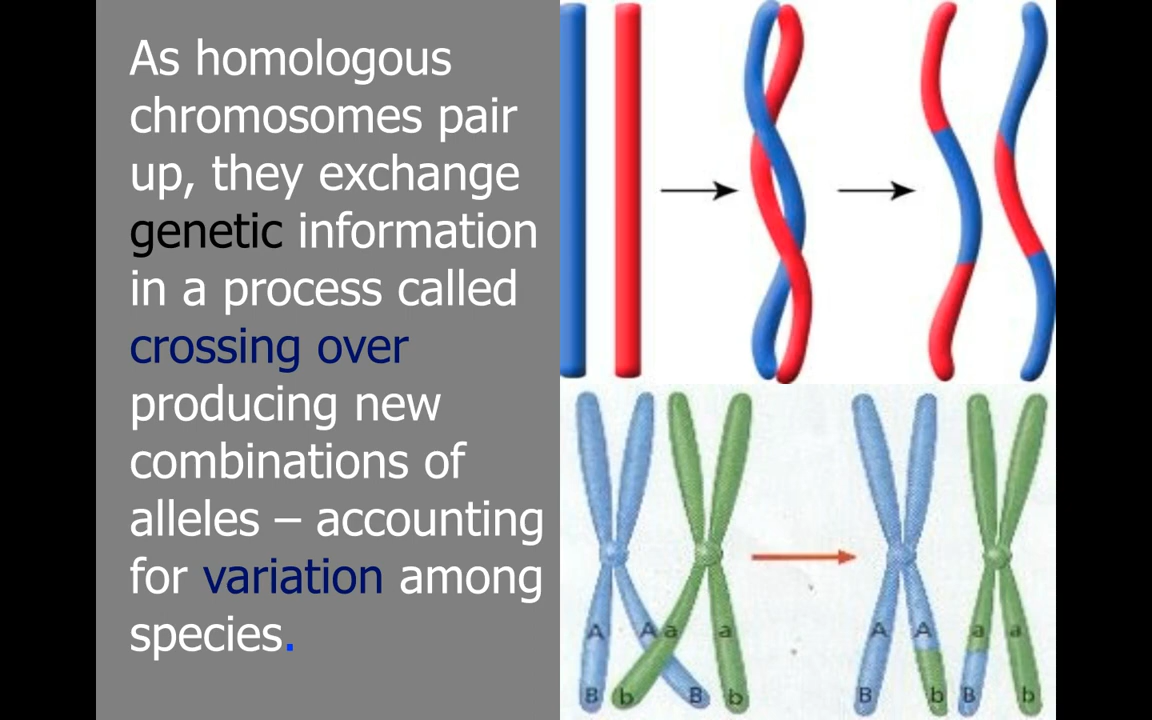 As homologous
chromosomes pair
up, they exchange
genetic information
in a process called
crossing over
producing new
combinations of
alleles – accounting
for variation among
species.
A A a a A A a a
B b B b B b B b